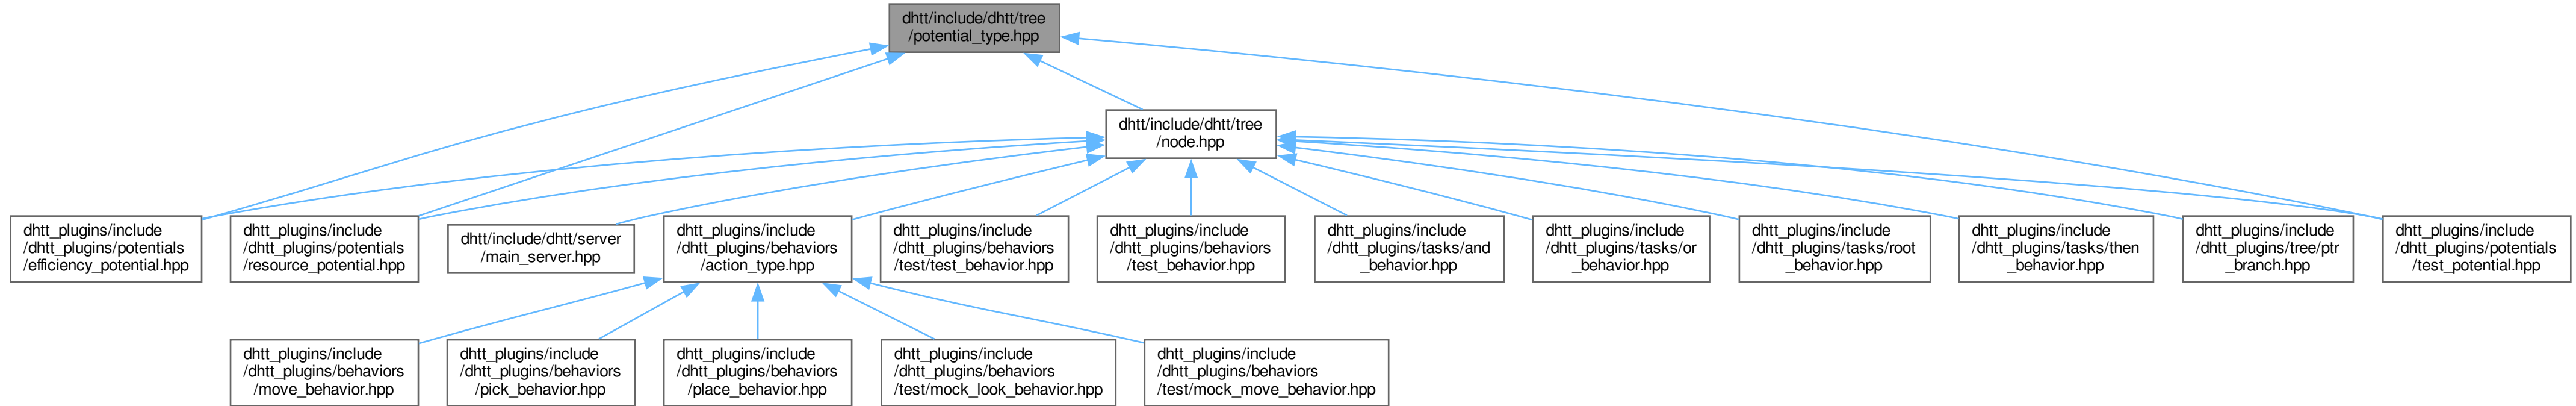 dhtt/include/dhtt/tree
/potential_type.hpp
dhtt/include/dhtt/tree
/node.hpp
dhtt_plugins/include
/dhtt_plugins/potentials
/efficiency_potential.hpp
dhtt_plugins/include
/dhtt_plugins/potentials
/resource_potential.hpp
dhtt/include/dhtt/server
/main_server.hpp
dhtt_plugins/include
/dhtt_plugins/behaviors
/action_type.hpp
dhtt_plugins/include
/dhtt_plugins/behaviors
/test/test_behavior.hpp
dhtt_plugins/include
/dhtt_plugins/behaviors
/test_behavior.hpp
dhtt_plugins/include
/dhtt_plugins/tasks/and
_behavior.hpp
dhtt_plugins/include
/dhtt_plugins/tasks/or
_behavior.hpp
dhtt_plugins/include
/dhtt_plugins/tasks/root
_behavior.hpp
dhtt_plugins/include
/dhtt_plugins/tasks/then
_behavior.hpp
dhtt_plugins/include
/dhtt_plugins/tree/ptr
_branch.hpp
dhtt_plugins/include
/dhtt_plugins/potentials
/test_potential.hpp
dhtt_plugins/include
/dhtt_plugins/behaviors
/move_behavior.hpp
dhtt_plugins/include
/dhtt_plugins/behaviors
/pick_behavior.hpp
dhtt_plugins/include
/dhtt_plugins/behaviors
/place_behavior.hpp
dhtt_plugins/include
/dhtt_plugins/behaviors
/test/mock_look_behavior.hpp
dhtt_plugins/include
/dhtt_plugins/behaviors
/test/mock_move_behavior.hpp